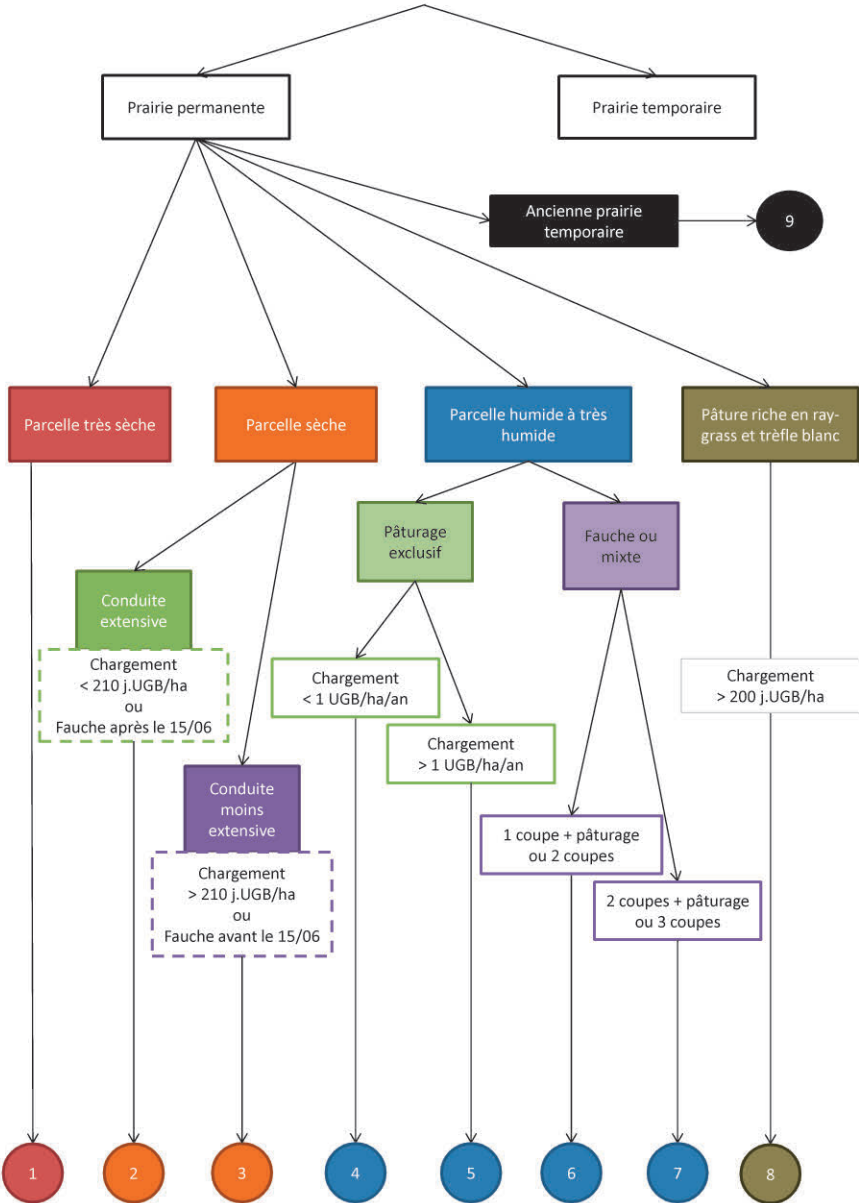 Prairie permanente
Prairie temporaire
Ancienne prairie
temporaire
9
Parcelle très sèche
Parcelle sèche
Parcelle humide à très
humide
Pâture riche en ray-
grass et trèfle blanc
Pâturage
exclusif
Fauche ou
mixte
Conduite
extensive
Chargement
< 210 j.UGB/ha
ou
Fauche après le 15/06
Chargement
< 1 UGB/ha/an
Chargement
> 200 j.UGB/ha
Chargement
> 1 UGB/ha/an
Conduite
moins
extensive
Chargement
> 210 j.UGB/ha
ou
Fauche avant le 15/06
1 coupe + pâturage
ou 2 coupes
2 coupes + pâturage
ou 3 coupes
1
2
3
4
5
6
7
8